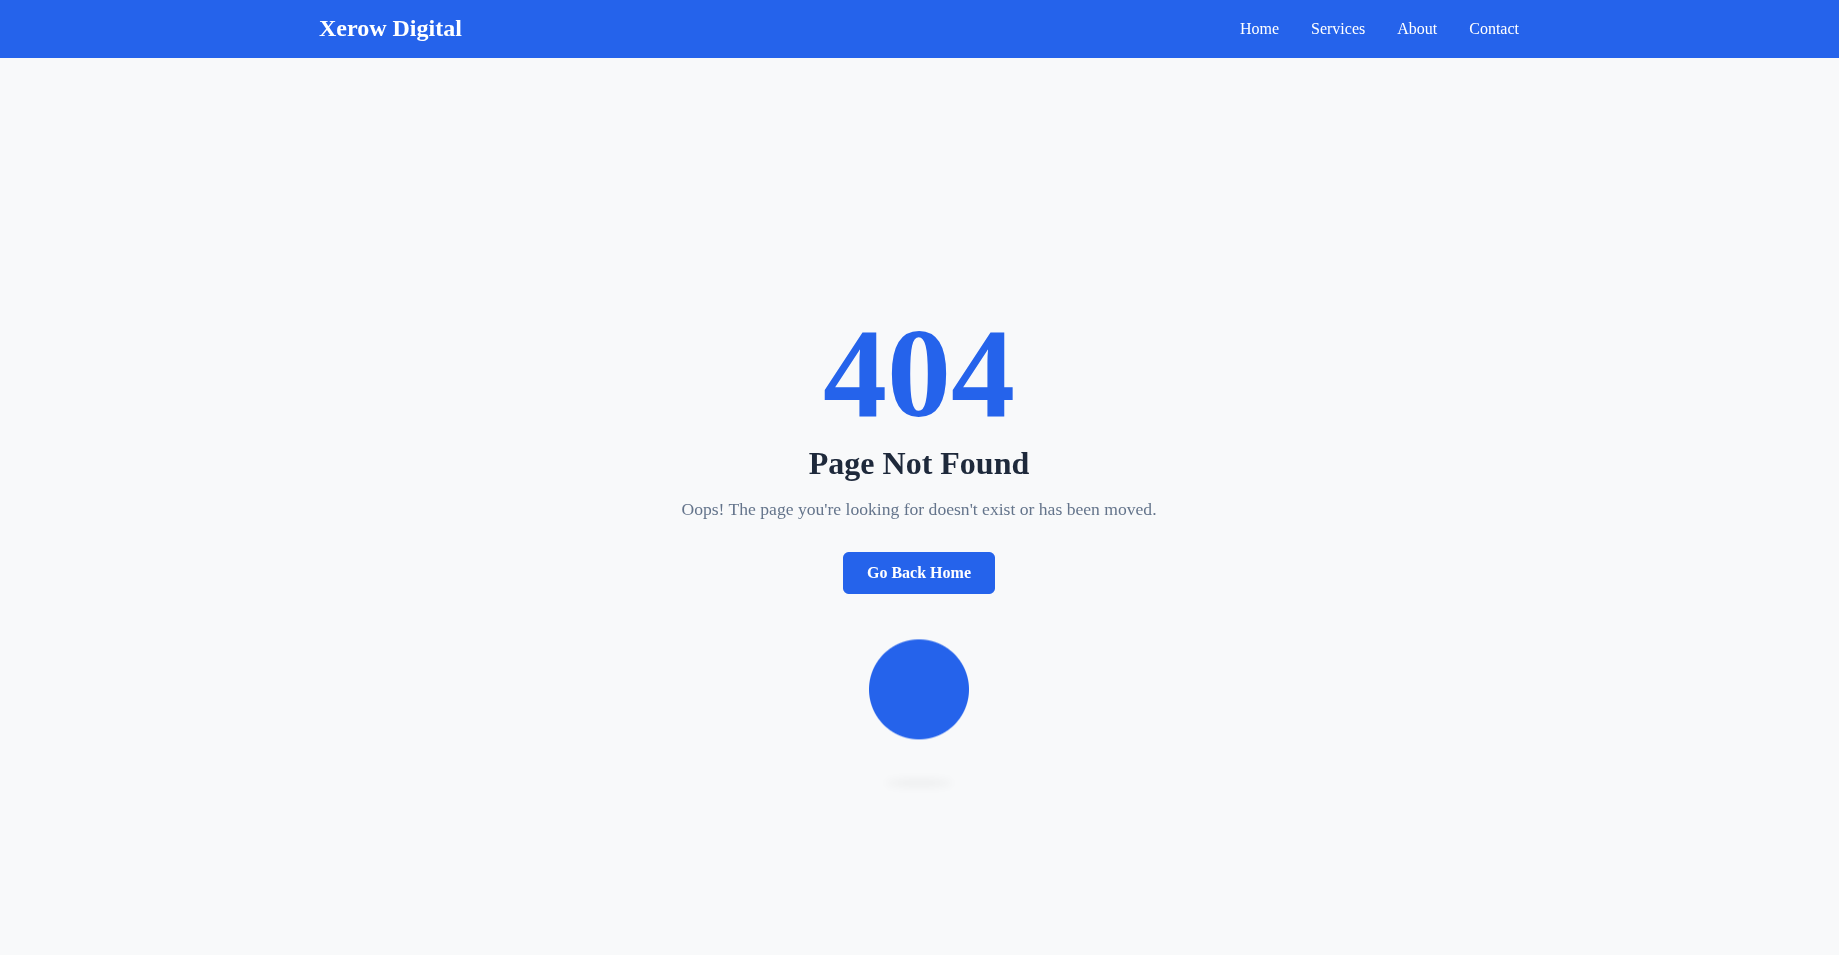 Xerow Digital
Home Services About Contact
404
Page Not Found
Oops! The page you're looking for doesn't exist or has been moved.
Go Back Home